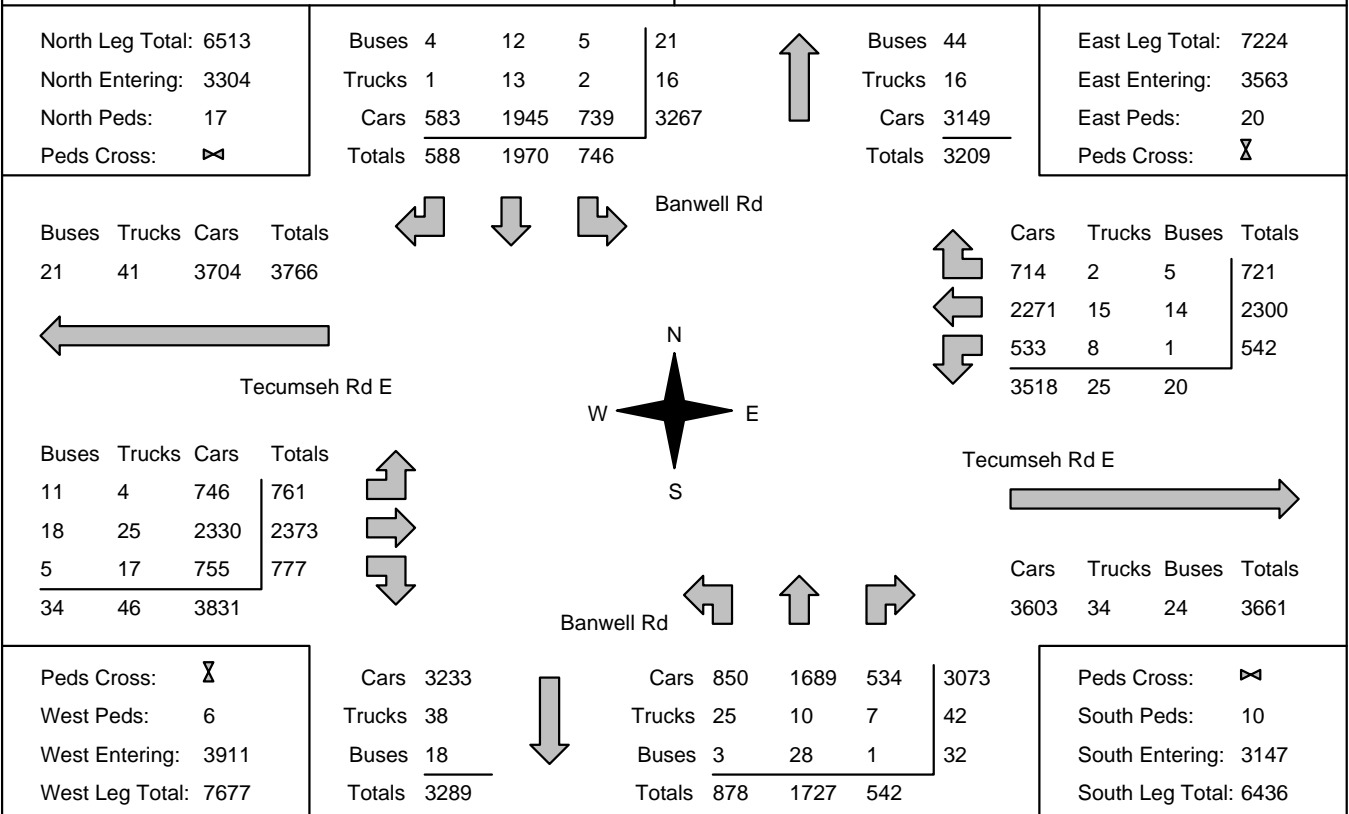 North Leg Total: 6513
North Entering: 3304
North Peds: 17
Peds Cross:
Buses 4 12 5 21
Trucks 1 13 2 16
Cars 583 1945 739 3267
Totals 588 1970 746
Buses 44
Trucks 16
Cars 3149
Totals 3209
East Leg Total: 7224
East Entering: 3563
East Peds: 20
Peds Cross:
Banwell Rd
Buses Trucks Cars Totals
21 41 3704 3766
Cars Trucks Buses Totals
714 2 5 721
2271 15 14 2300
533 8 1 542
3518 25 20
Tecumseh Rd E
N
W E
S
Buses Trucks Cars Totals
11 4 746 761
18 25 2330 2373
5 17 755 777
34 46 3831
Tecumseh Rd E
Cars Trucks Buses Totals
3603 34 24 3661
Banwell Rd
Peds Cross:
West Peds: 6
West Entering: 3911
West Leg Total: 7677
Cars 3233
Trucks 38
Buses 18
Totals 3289
Cars 850 1689 534 3073
Trucks 25 10 7 42
Buses 3 28 1 32
Totals 878 1727 542
Peds Cross:
South Peds: 10
South Entering: 3147
South Leg Total: 6436